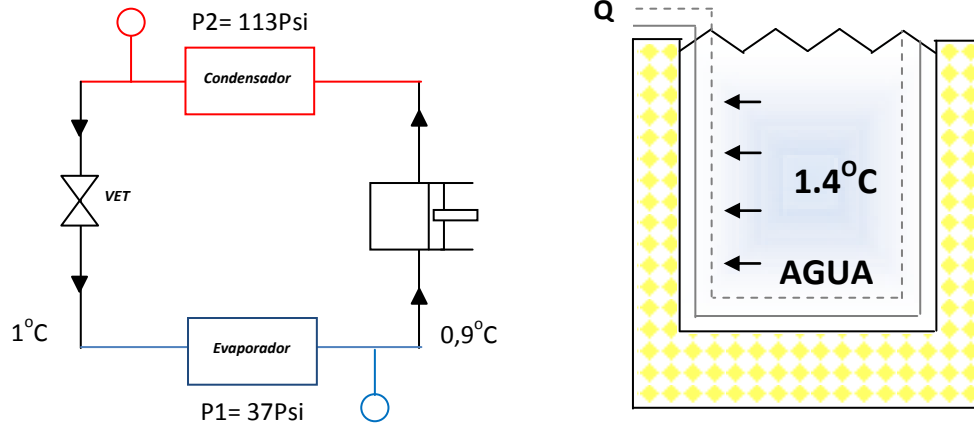 P2= 113Psi
Condensador
VET
1°C
Evaporador
0,9°C
P1= 37Psi
Q
1.4°C
AGUA